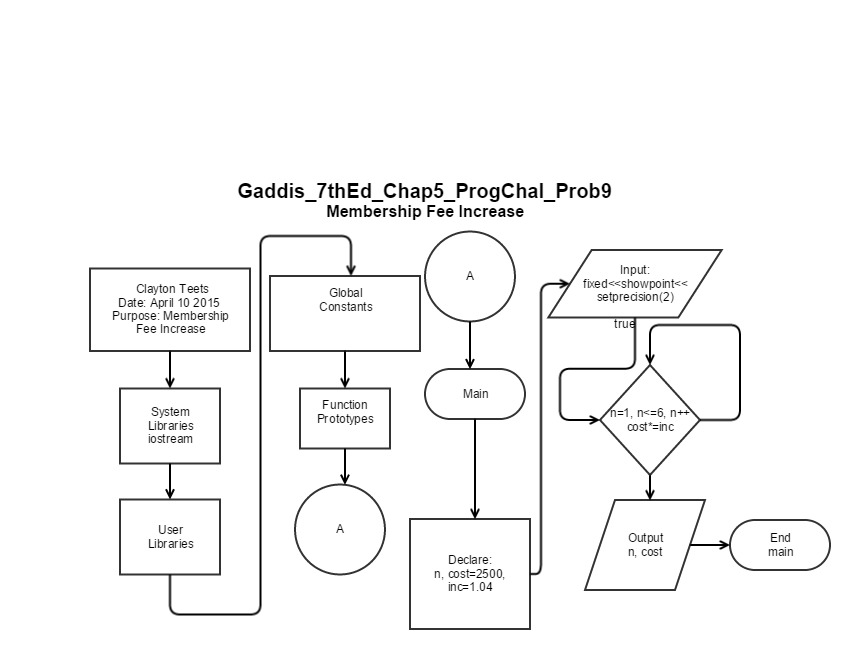 Gaddis_7thEd_Chap5_ProgChal_Prob9
Membership Fee Increase
Clayton Teets
Date: April 10 2015
Purpose: Membership
Fee Increase
System
Libraries
iostream
User
Libraries
Global
Constants
Function
Prototypes
A
A
Main
Declare:
n, cost=2500,
inc=1.04
Input:
fixed<<showpoint<<
setprecision(2)
true
n=1, n<=6, n++
cost*=inc
Output
n, cost
End
main